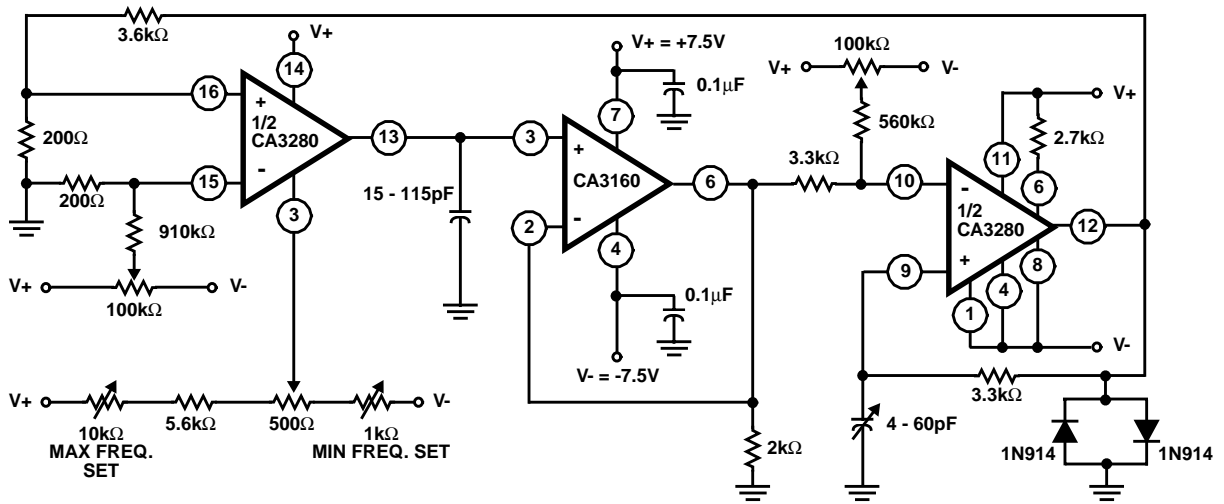 3.6kΩ
V+
14
16
+
1/2
CA3280
-
13
200Ω
200Ω
15
3
910kΩ
V+
V-
100kΩ
15 - 115pF
V+ = +7.5V
0.1μF
7
3
+
CA3160
-
6
2
4
0.1μF
V- = -7.5V
100kΩ
V+
V-
560kΩ
3.3kΩ
10
-
1/2
CA3280
+
11
V+
2.7kΩ
6
12
9
8
4
1
V-
3.3kΩ
4 - 60pF
1N914
1N914
2kΩ
V+
10kΩ
MAX FREQ.
SET
5.6kΩ
500Ω
1kΩ
MIN FREQ. SET
V-